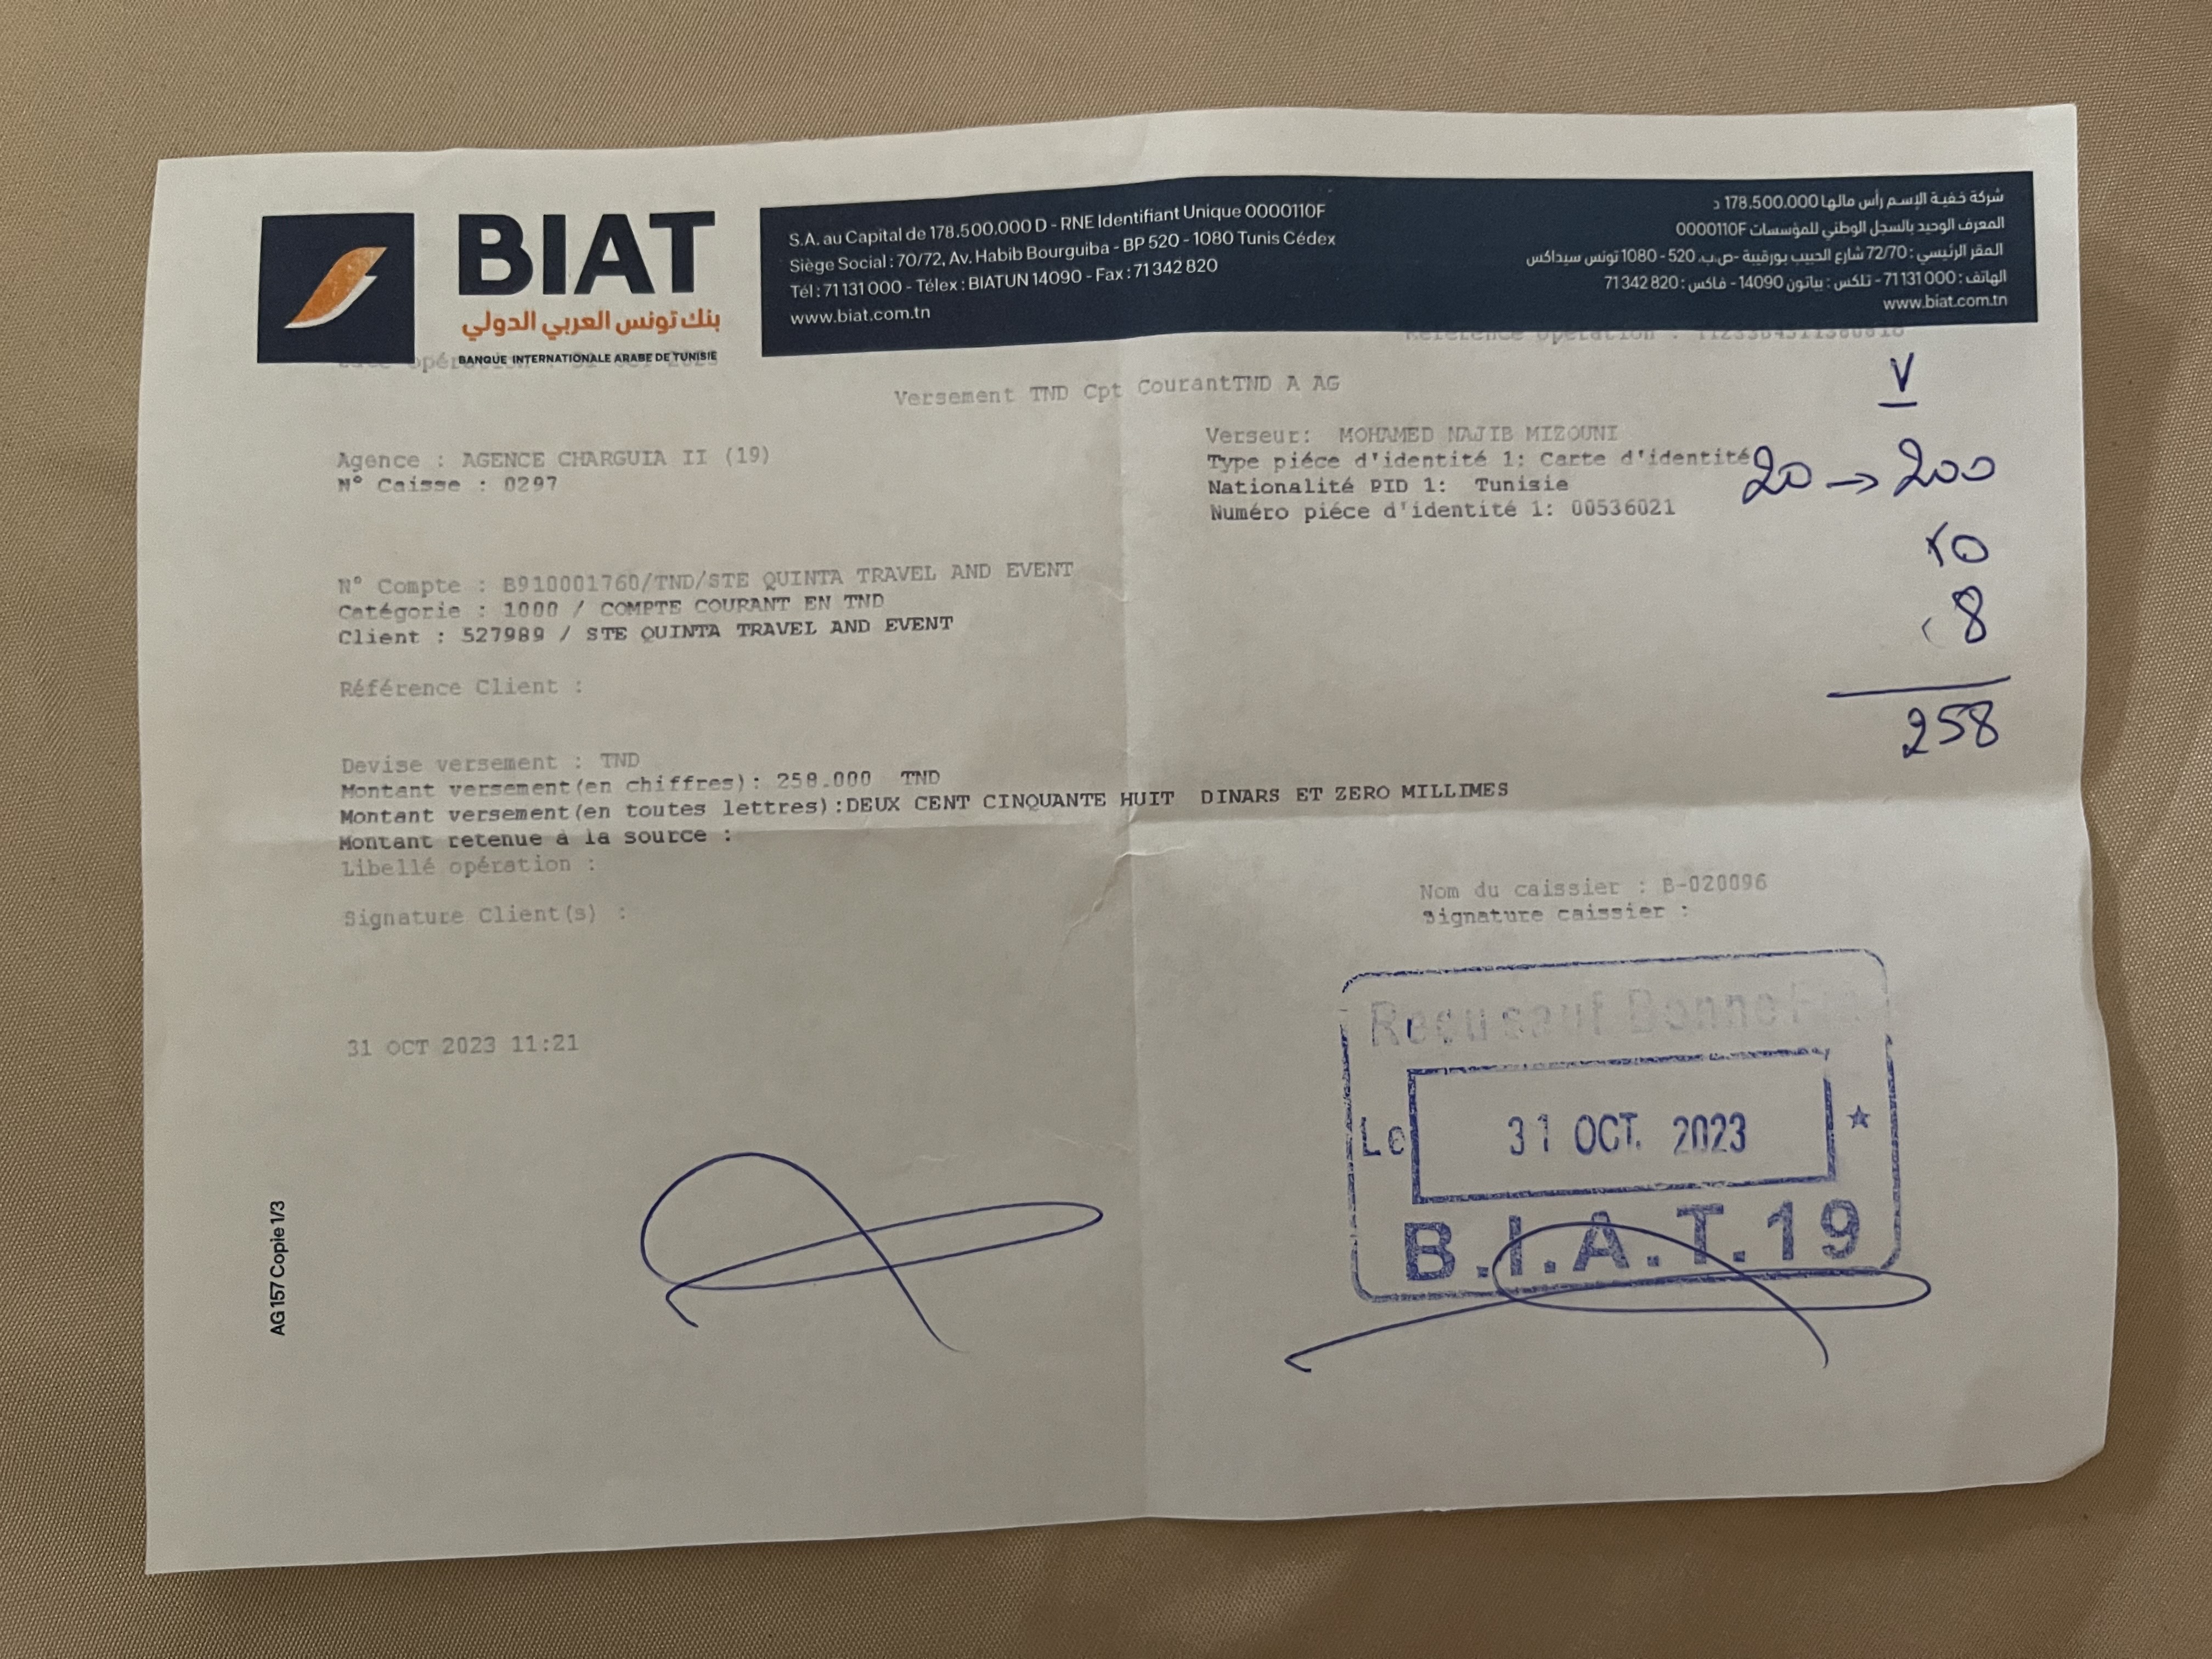 BIAT
بنك تونس العربي الدولي
BANQUE INTERNATIONALE ARABE DE TUNISIE
S.A. au Capital de 178.500.000 D - RNE Identifiant Unique 0000110F
Siège Social : 70/72, Av. Habib Bourguiba - BP 520 - 1080 Tunis Cédex
Tél : 71 131 000 - Télex : BIATUN 14090 - Fax : 71 342 820
www.biat.com.tn
شركة خفية الإسم رأس مالها 178.500.000 د
المعرف الوحيد بالسجل الوطني للمؤسسات 0000110F
المقر الرئيسي : 72/70 شارع الحبيب بورقيبة -ص.ب. 520 - 1080 تونس سيداكس
الهاتف : 71 131 000 - تلكس : بياتون 14090 - فاكس : 71 342 820
www.biat.com.tn
opération : 31 OCT 2023
Référence opération :
Versement TND Cpt CourantTND A AG
Agence : AGENCE CHARGUIA II (19)
N° Caisse : 0297
Verseur: MOHAMED NAJIB MIZOUNI
Type piéce d'identité 1: Carte d'identité
Nationalité PID 1: Tunisie
Numéro piéce d'identité 1: 00536021
V
20 → 200
50
8
258
N° Compte : B910001760/TND/STE QUINTA TRAVEL AND EVENT
Catégorie : 1000 / COMPTE COURANT EN TND
Client : 527989 / STE QUINTA TRAVEL AND EVENT
Référence Client :
Devise versement : TND
Montant versement(en chiffres): 258.000 TND
Montant versement(en toutes lettres):DEUX CENT CINQUANTE HUIT DINARS ET ZERO MILLIMES
Montant retenue à la source :
Libellé opération :
Signature Client(s) :
Nom du caissier : B-020096
Signature caissier :
31 OCT 2023 11:21
Reçu sauf Bonne
Le 31 OCT. 2023 ★
B.I.A.T.19
AG 157 Copie 1/3